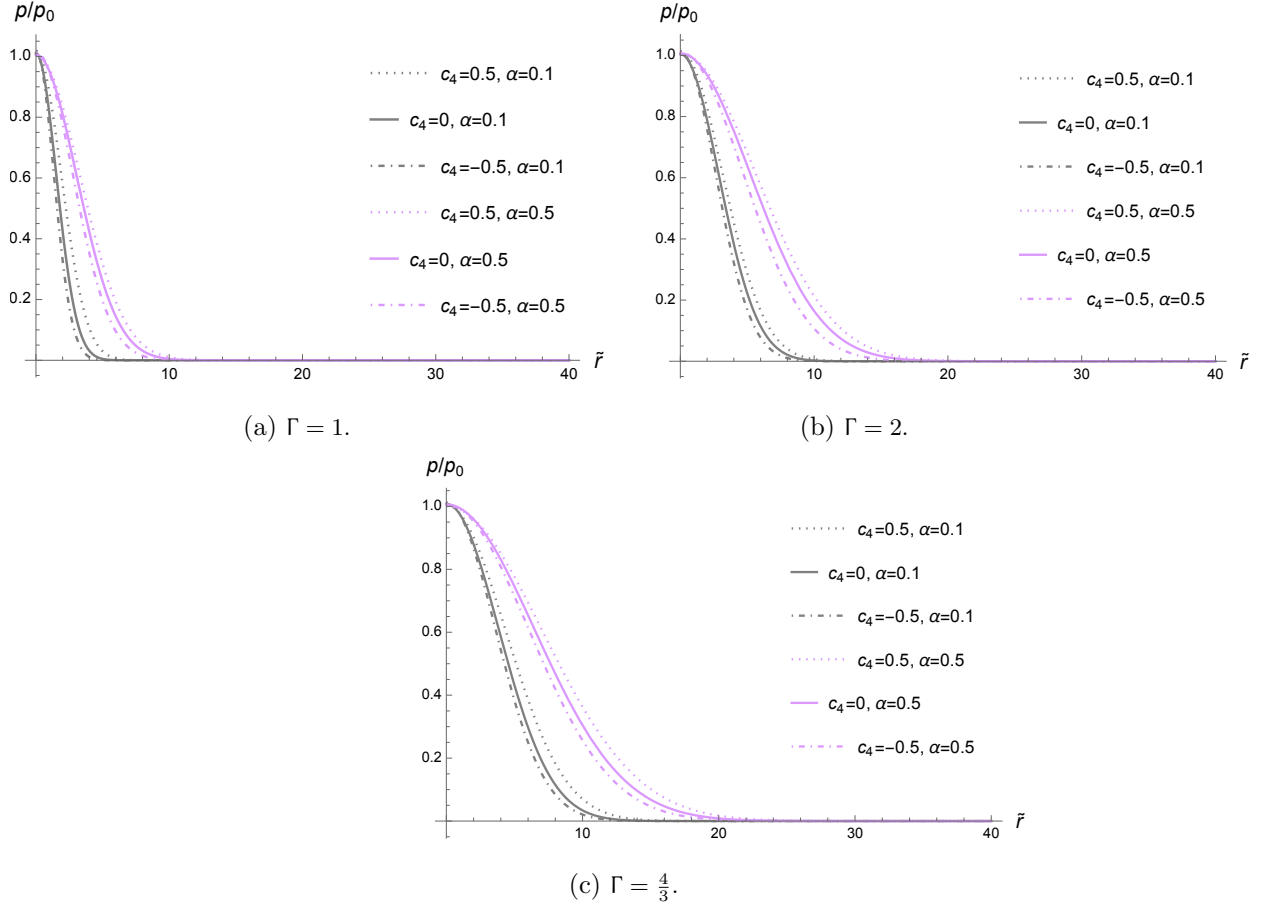 p/p₀
1.0
0.8
0.6
0.4
0.2
10
20
30
40
r̃
c₄=0.5, α=0.1
c₄=0, α=0.1
c₄=−0.5, α=0.1
c₄=0.5, α=0.5
c₄=0, α=0.5
c₄=−0.5, α=0.5
(a) Γ = 1.
p/p₀
1.0
0.8
0.6
0.4
0.2
10
20
30
40
r̃
c₄=0.5, α=0.1
c₄=0, α=0.1
c₄=−0.5, α=0.1
c₄=0.5, α=0.5
c₄=0, α=0.5
c₄=−0.5, α=0.5
(b) Γ = 2.
p/p₀
1.0
0.8
0.6
0.4
0.2
10
20
30
40
r̃
c₄=0.5, α=0.1
c₄=0, α=0.1
c₄=−0.5, α=0.1
c₄=0.5, α=0.5
c₄=0, α=0.5
c₄=−0.5, α=0.5
(c) Γ = 4/3.